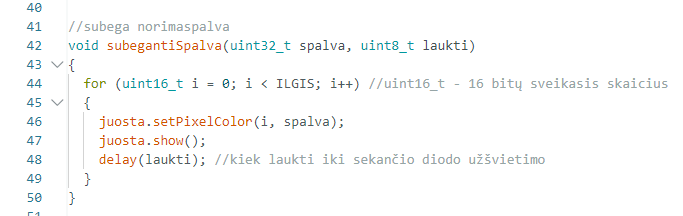 40
41 //subega norimaspalva
42 void subegantiSpalva(uint32_t spalva, uint8_t laukti)
43 {
44 for (uint16_t i = 0; i < ILGIS; i++) //uint16_t - 16 bitų sveikasis skaicius
45 {
46 juosta.setPixelColor(i, spalva);
47 juosta.show();
48 delay(laukti); //kiek laukti iki sekančio diodo užšvietimo
49 }
50 }